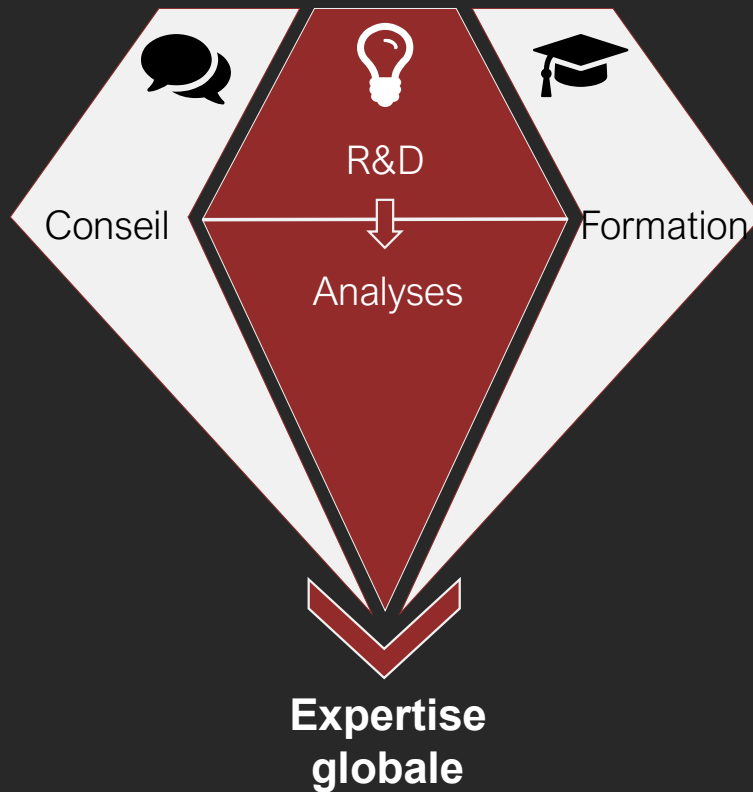 R&D
Conseil
Formation
Analyses
Expertise
globale